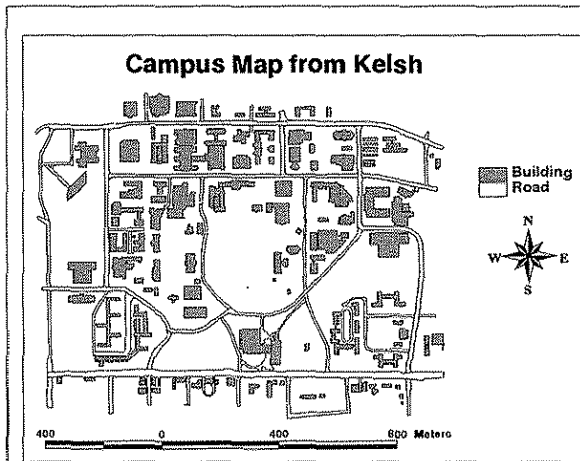 Campus Map from Kelsh
Building
Road
N
W E
S
400 0 400 800 Meters